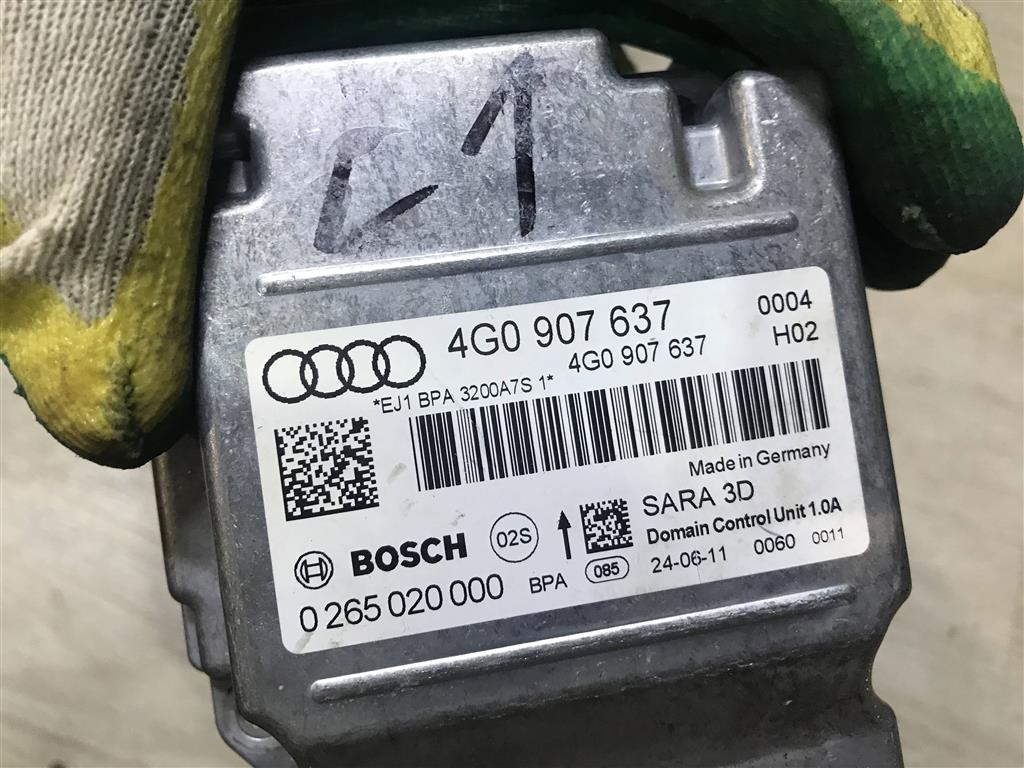 4G0 907 637 0004
4G0 907 637 H02
*EJ1 BPA 3200A7S 1*
Made in Germany
SARA 3D
Domain Control Unit 1.0A
BOSCH 02S
24-06-11 0060 0011
0 265 020 000 BPA 085